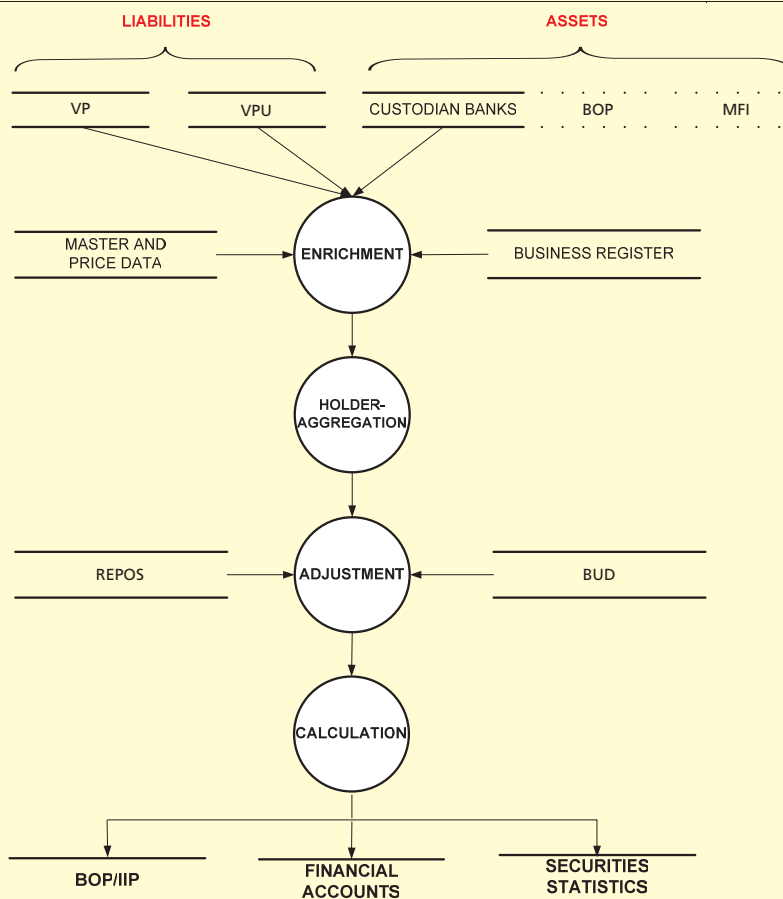 LIABILITIES ASSETS
VP VPU CUSTODIAN BANKS BOP MFI
MASTER AND
PRICE DATA
ENRICHMENT
BUSINESS REGISTER
HOLDER-
AGGREGATION
REPOS ADJUSTMENT BUD
CALCULATION
BOP/IIP
FINANCIAL
ACCOUNTS
SECURITIES
STATISTICS